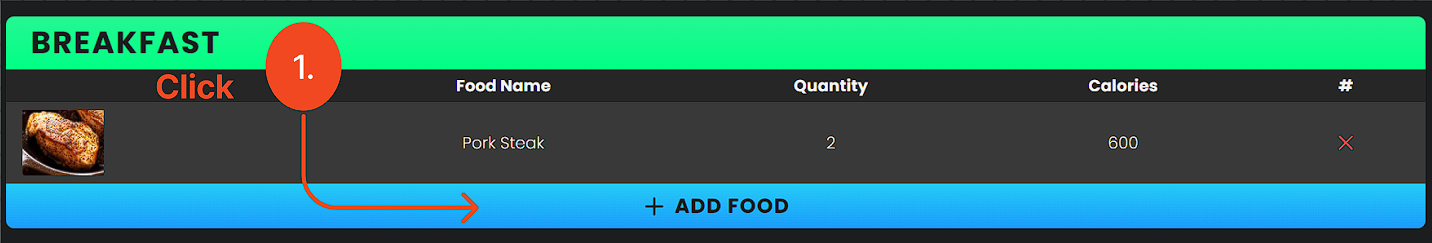 BREAKFAST
1.
Click
Food Name Quantity Calories #
Pork Steak 2 600
+ ADD FOOD